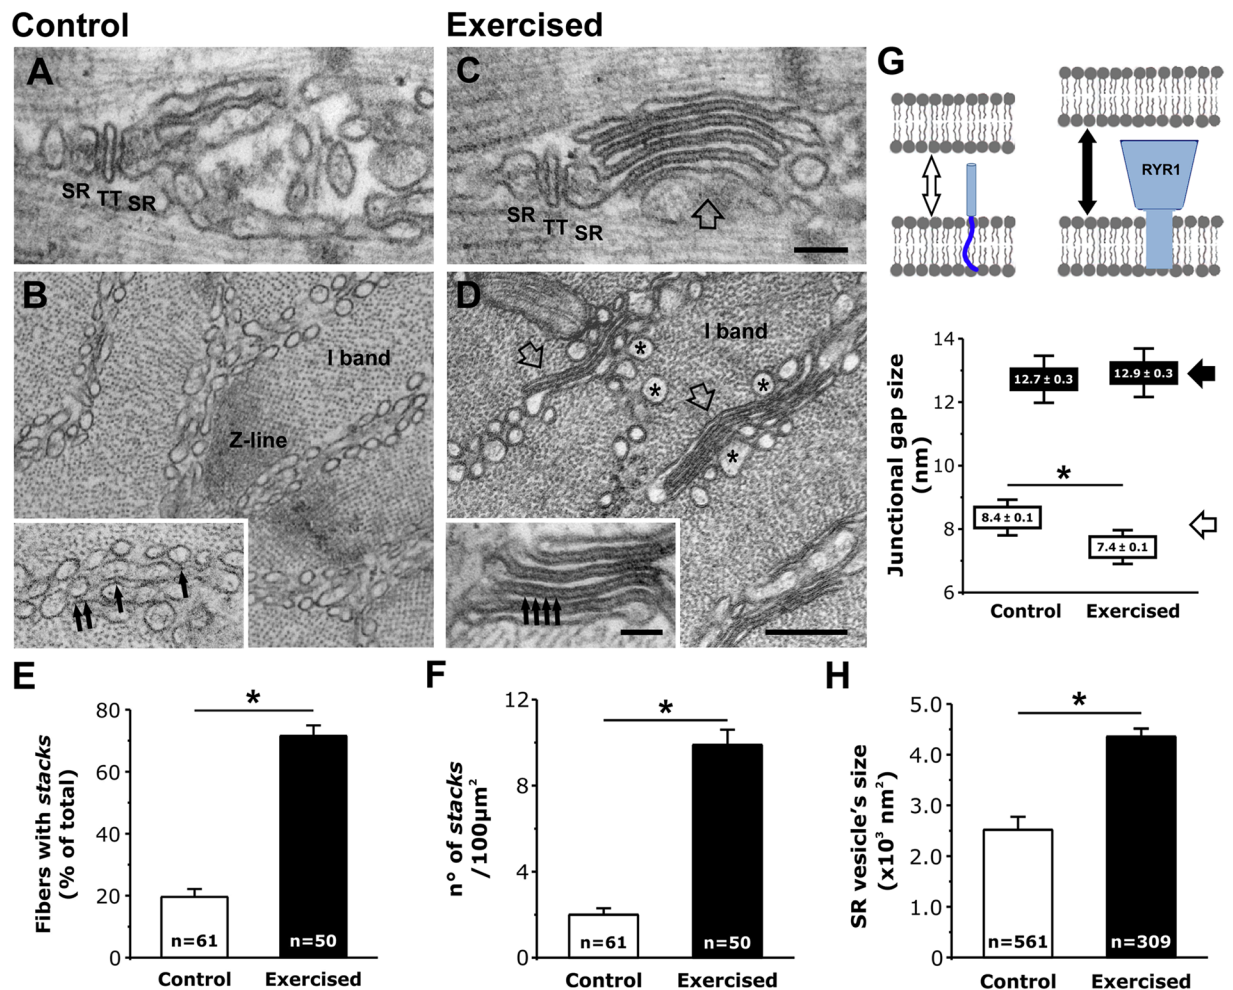 Control
Exercised
A
SR TT SR
C
SR TT SR
B
I band
Z-line
D
I band
*
*
*
*
G
RYR1
Junctional gap size
(nm)
14
12
10
8
6
12.7 ± 0.3
12.9 ± 0.3
*
8.4 ± 0.1
7.4 ± 0.1
Control Exercised
E
Fibers with stacks
(% of total)
80
60
40
20
0
*
n=61 n=50
Control Exercised
F
n° of stacks
/100µm²
12
8
4
0
*
n=61 n=50
Control Exercised
H
SR vesicle's size
(x10³ nm²)
5.0
4.0
3.0
2.0
1.0
0
*
n=561 n=309
Control Exercised